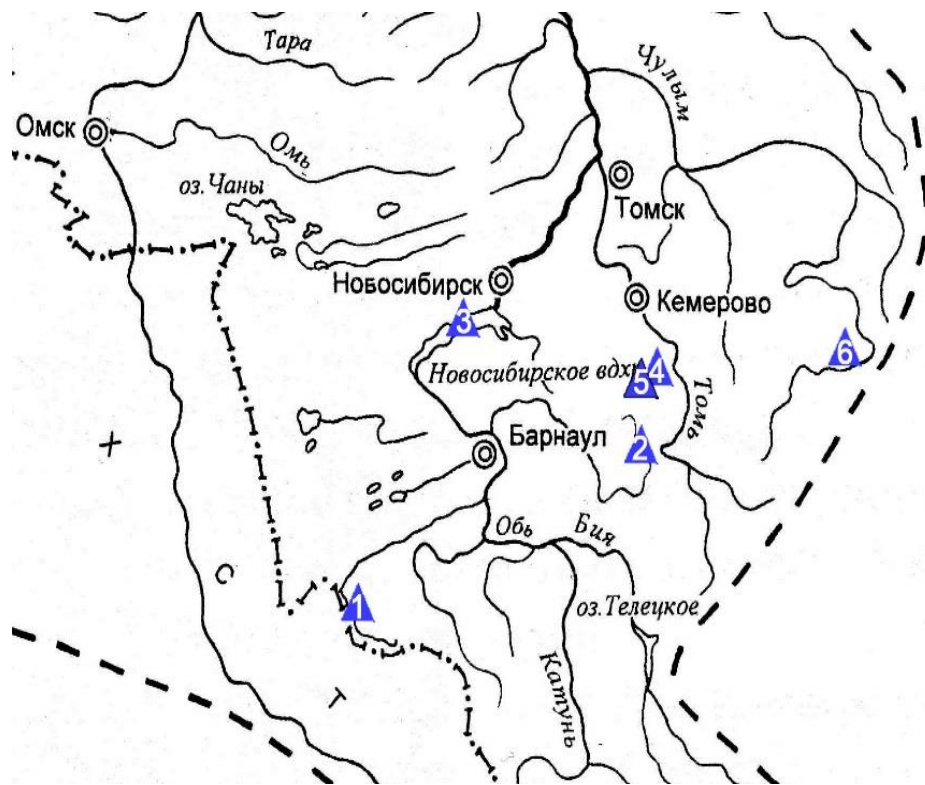 Тара
Чулым
Омск
Омь
оз. Чаны
Томск
Новосибирск
Кемерово
3
6
Новосибирское вдхр
4
5
Томь
Барнаул
2
Х
Обь
Бия
С
1
оз. Телецкое
Катунь
Т